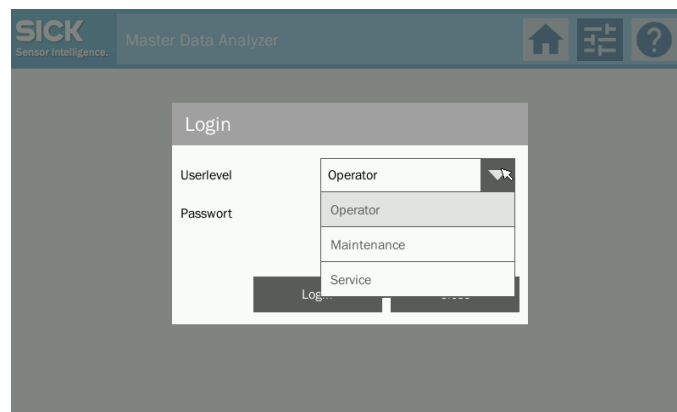 SICK
Sensor Intelligence.
Master Data Analyzer
?
Login
Userlevel
Operator
Passwort
Operator
Maintenance
Service